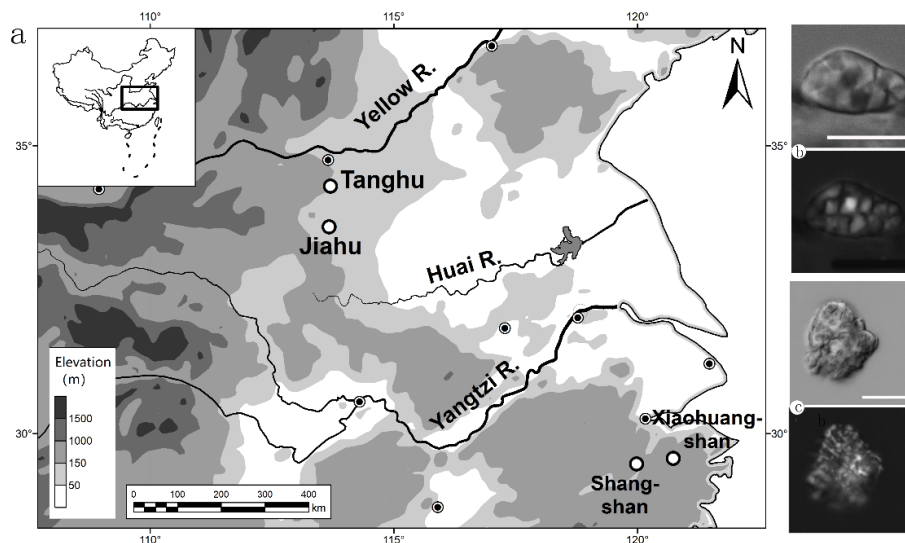 a
110°
115°
120°
N
Yellow R.
35°
35°
b
Tanghu
Jiahu
Huai R.
Elevation
(m)
1500
1000
150
50
Yangtzi R.
c
b
30°
30°
Xiaohuang-
shan
Shang-
shan
0 100 200 300 400
km
110°
115°
120°